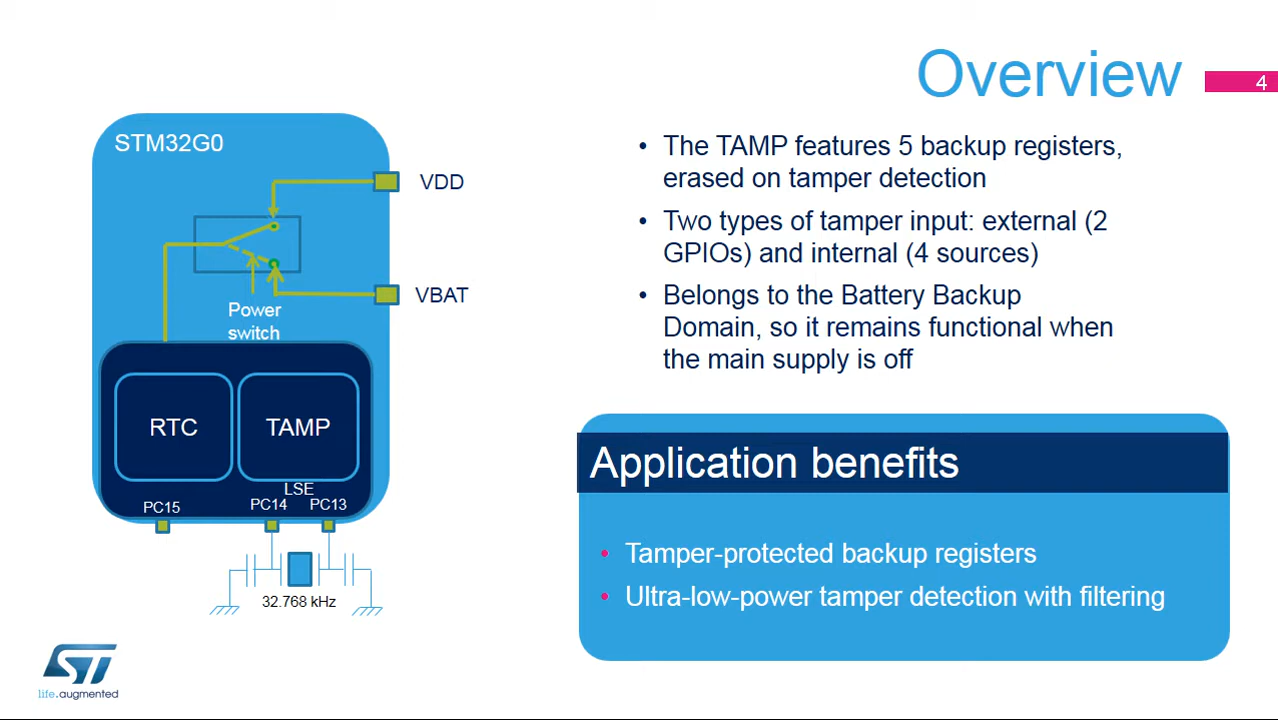 Overview
4
STM32G0
VDD
VBAT
Power
switch
RTC
TAMP
LSE
PC15
PC14
PC13
32.768 kHz
• The TAMP features 5 backup registers,
erased on tamper detection
• Two types of tamper input: external (2
GPIOs) and internal (4 sources)
• Belongs to the Battery Backup
Domain, so it remains functional when
the main supply is off
Application benefits
• Tamper-protected backup registers
• Ultra-low-power tamper detection with filtering
ST
life.augmented